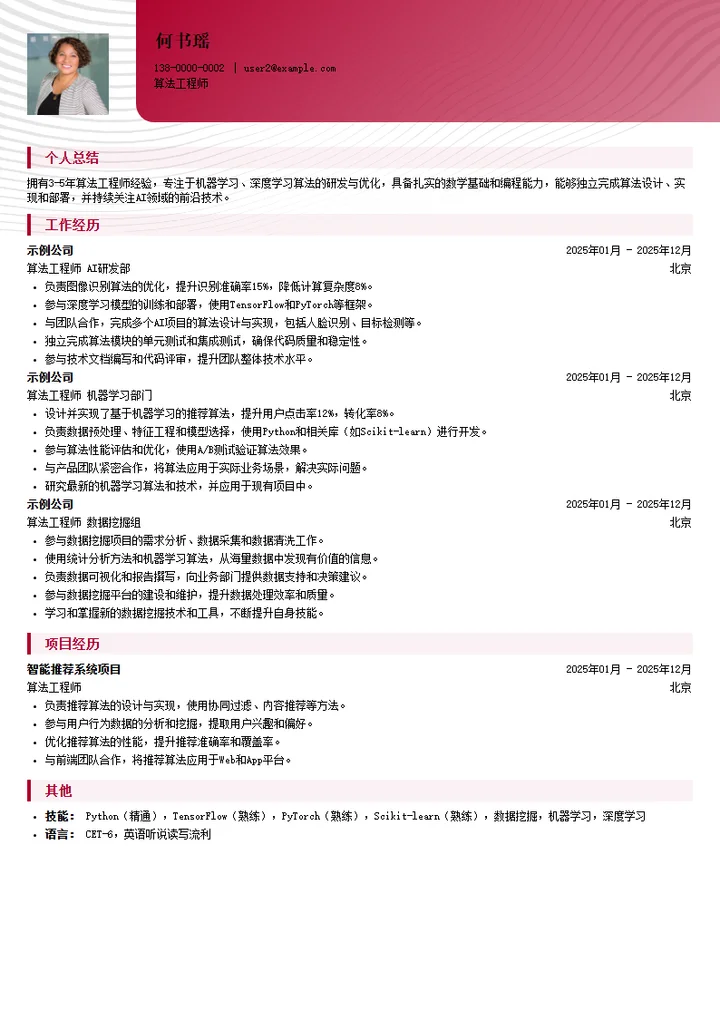 何书瑶
138-0000-0002 | user2@example.com
算法工程师
个人总结
拥有3-5年算法工程师经验，专注于机器学习、深度学习算法的研发与优化，具备扎实的数学基础和编程能力，能够独立完成算法设计、实
现和部署，并持续关注AI领域的前沿技术。
工作经历
示例公司 2025年01月 - 2025年12月
算法工程师 AI研发部 北京
• 负责图像识别算法的优化，提升识别准确率15%，降低计算复杂度8%。
• 参与深度学习模型的训练和部署，使用TensorFlow和PyTorch等框架。
• 与团队合作，完成多个AI项目的算法设计与实现，包括人脸识别、目标检测等。
• 独立完成算法模块的单元测试和集成测试，确保代码质量和稳定性。
• 参与技术文档编写和代码评审，提升团队整体技术水平。
示例公司 2025年01月 - 2025年12月
算法工程师 机器学习部门 北京
• 设计并实现了基于机器学习的推荐算法，提升用户点击率12%，转化率8%。
• 负责数据预处理、特征工程和模型选择，使用Python和相关库（如Scikit-learn）进行开发。
• 参与算法性能评估和优化，使用A/B测试验证算法效果。
• 与产品团队紧密合作，将算法应用于实际业务场景，解决实际问题。
• 研究最新的机器学习算法和技术，并应用于现有项目中。
示例公司 2025年01月 - 2025年12月
算法工程师 数据挖掘组 北京
• 参与数据挖掘项目的需求分析、数据采集和数据清洗工作。
• 使用统计分析方法和机器学习算法，从海量数据中发现有价值的信息。
• 负责数据可视化和报告撰写，向业务部门提供数据支持和决策建议。
• 参与数据挖掘平台的建设和维护，提升数据处理效率和质量。
• 学习和掌握新的数据挖掘技术和工具，不断提升自身技能。
项目经历
智能推荐系统项目 2025年01月 - 2025年12月
算法工程师 北京
• 负责推荐算法的设计与实现，使用协同过滤、内容推荐等方法。
• 参与用户行为数据的分析和挖掘，提取用户兴趣和偏好。
• 优化推荐算法的性能，提升推荐准确率和覆盖率。
• 与前端团队合作，将推荐算法应用于Web和App平台。
其他
• 技能： Python（精通），TensorFlow（熟练），PyTorch（熟练），Scikit-learn（熟练），数据挖掘，机器学习，深度学习
• 语言： CET-6，英语听说读写流利